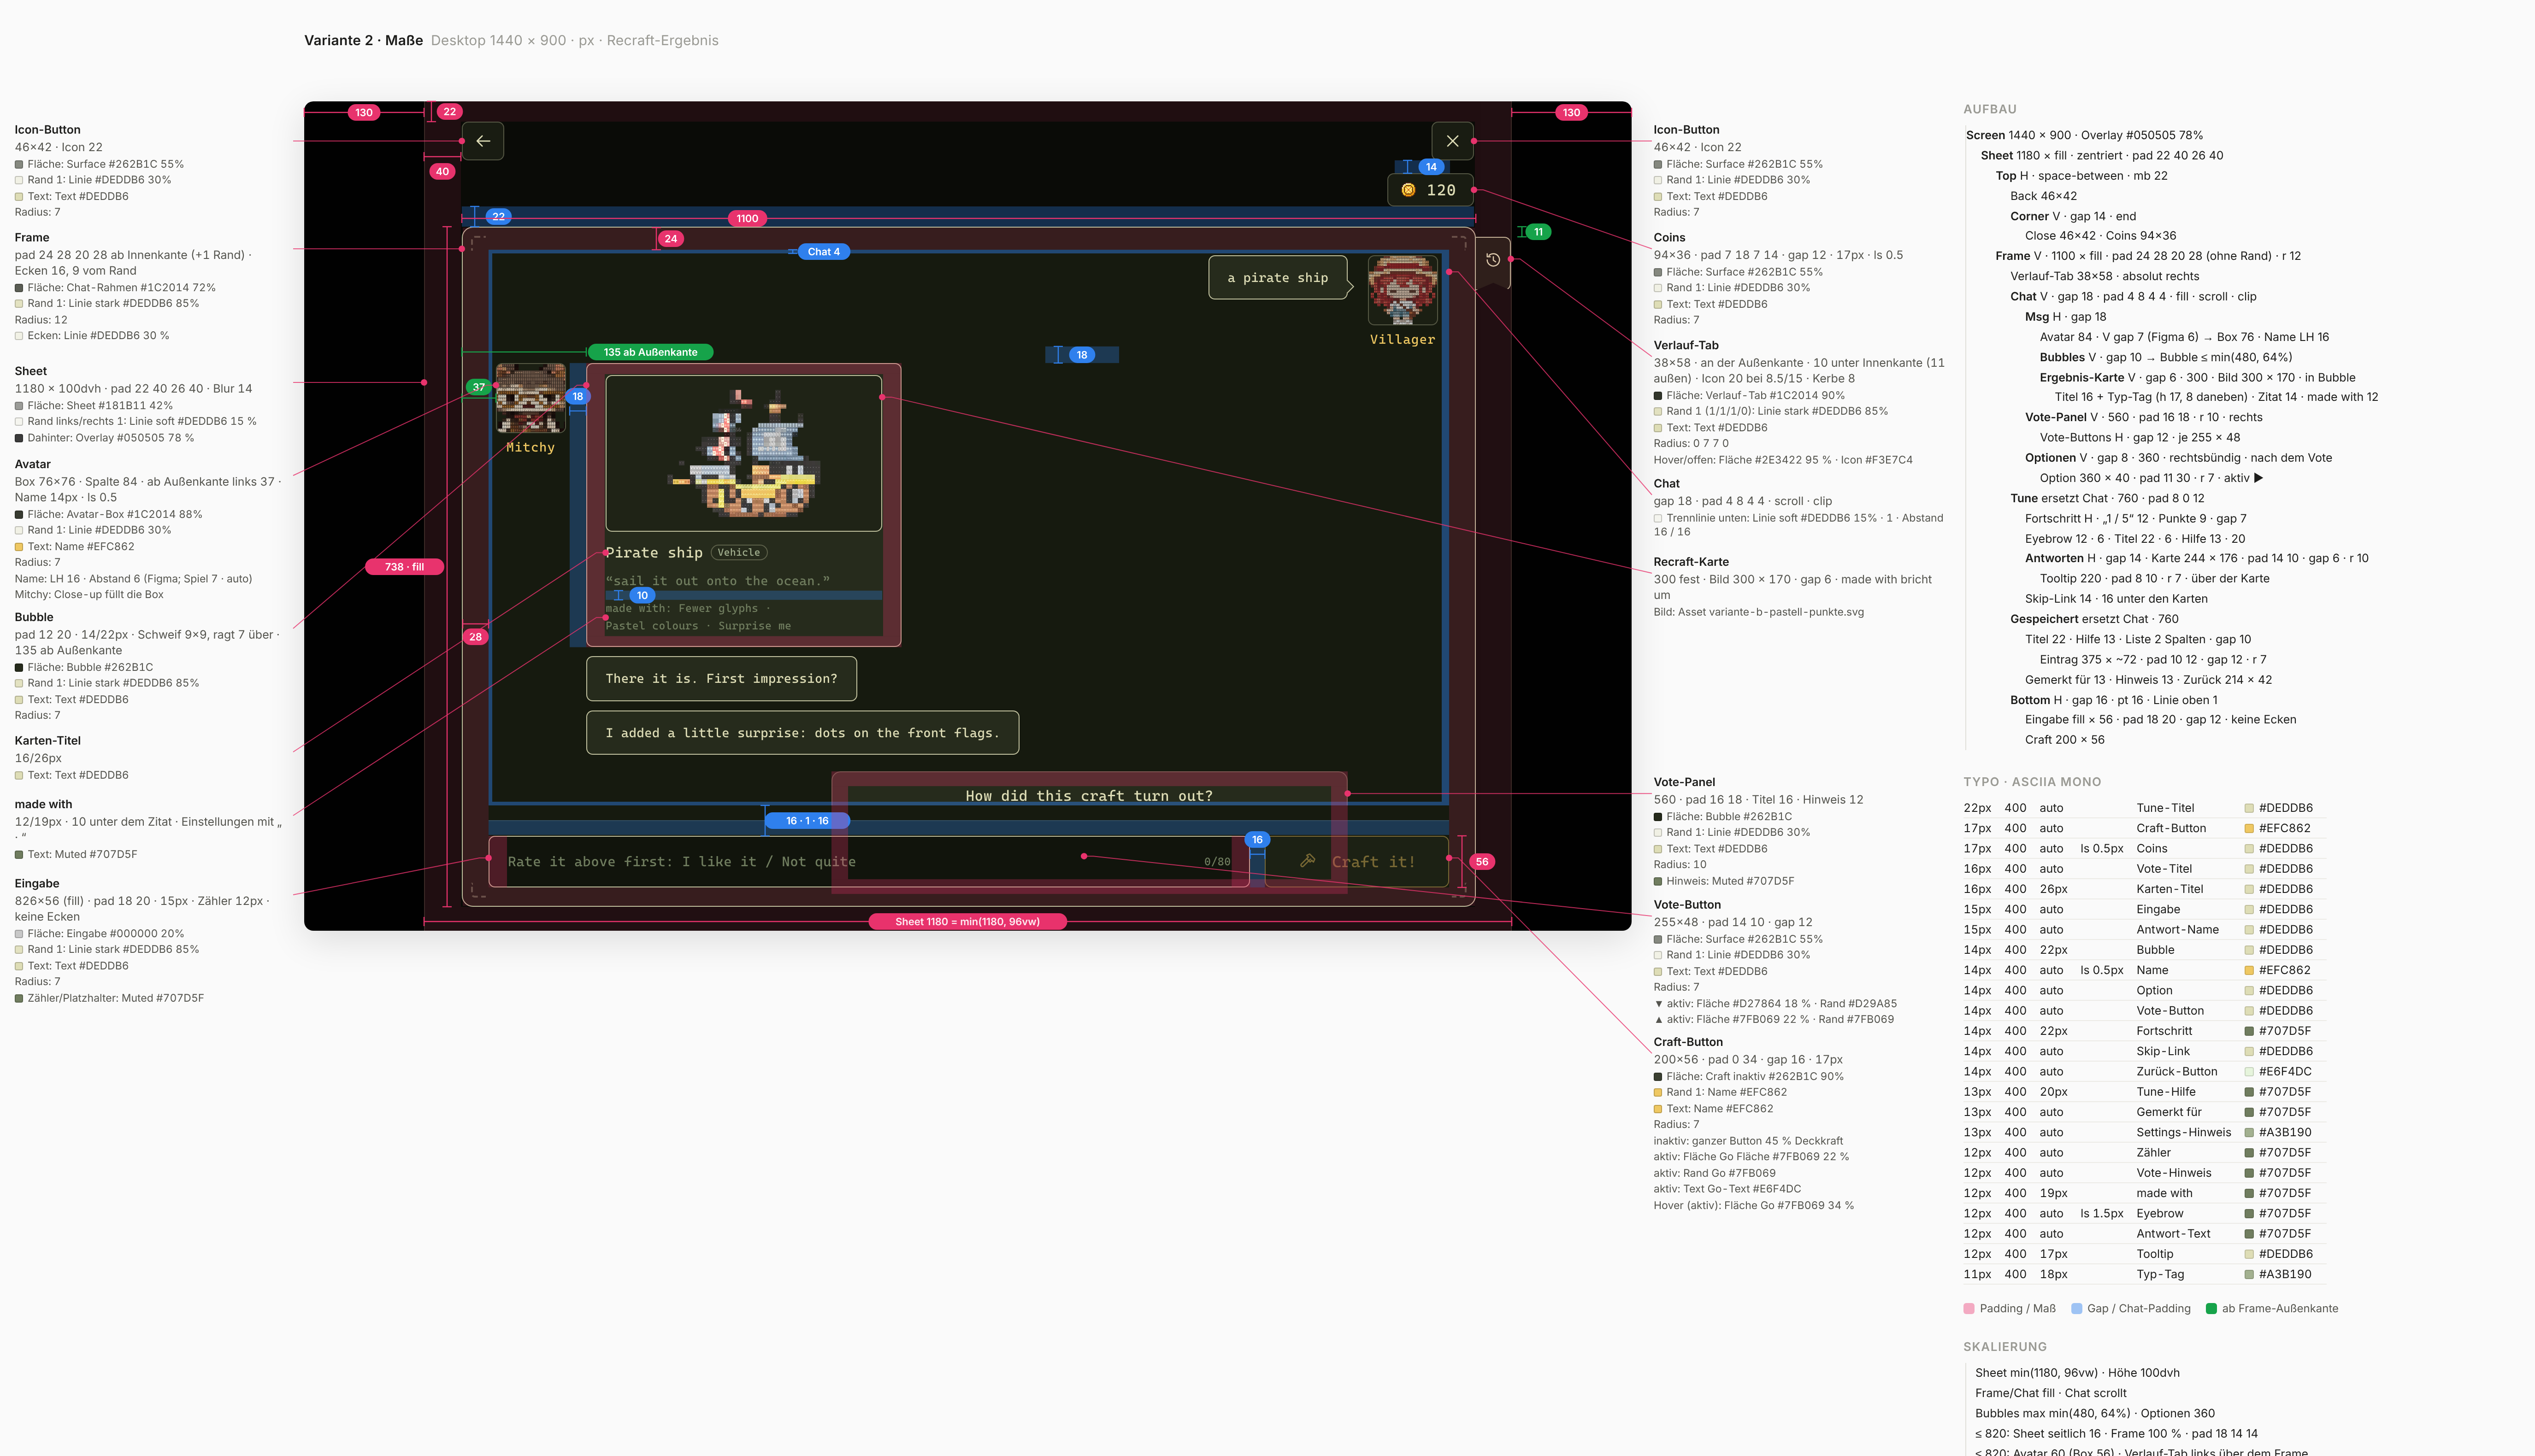 Variante 2 · Maße Desktop 1440 × 900 · px · Recraft-Ergebnis
Icon-Button
46×42 · Icon 22
Fläche: Surface #262B1C 55%
Rand 1: Linie #DEDDB6 30%
Text: Text #DEDDB6
Radius: 7
Frame
pad 24 28 20 28 ab Innenkante (+1 Rand) ·
Ecken 16, 9 vom Rand
Fläche: Chat-Rahmen #1C2014 72%
Rand 1: Linie stark #DEDDB6 85%
Radius: 12
Ecken: Linie #DEDDB6 30 %
Sheet
1180 × 100dvh · pad 22 40 26 40 · Blur 14
Fläche: Sheet #181B11 42%
Rand links/rechts 1: Linie soft #DEDDB6 15 %
Dahinter: Overlay #050505 78 %
Avatar
Box 76×76 · Spalte 84 · ab Außenkante links 37 ·
Name 14px · ls 0.5
Fläche: Avatar-Box #1C2014 88%
Rand 1: Linie #DEDDB6 30%
Text: Name #EFC862
Radius: 7
Name: LH 16 · Abstand 6 (Figma; Spiel 7 · auto)
Mitchy: Close-up füllt die Box
Bubble
pad 12 20 · 14/22px · Schweif 9×9, ragt 7 über ·
135 ab Außenkante
Fläche: Bubble #262B1C
Rand 1: Linie stark #DEDDB6 85%
Text: Text #DEDDB6
Radius: 7
Karten-Titel
16/26px
Text: Text #DEDDB6
made with
12/19px · 10 unter dem Zitat · Einstellungen mit „
· “
Text: Muted #707D5F
Eingabe
826×56 (fill) · pad 18 20 · 15px · Zähler 12px ·
keine Ecken
Fläche: Eingabe #000000 20%
Rand 1: Linie stark #DEDDB6 85%
Text: Text #DEDDB6
Radius: 7
Zähler/Platzhalter: Muted #707D5F
130
22
130
40
14
120
22
1100
24
11
Chat 4
a pirate ship
Villager
135 ab Außenkante
18
37
18
Mitchy
Pirate ship Vehicle
738 · fill
“sail it out onto the ocean.”
10
made with: Fewer glyphs ·
Pastel colours · Surprise me
28
There it is. First impression?
I added a little surprise: dots on the front flags.
How did this craft turn out?
16 · 1 · 16
16
Rate it above first: I like it / Not quite
0/80
Craft it!
56
Sheet 1180 = min(1180, 96vw)
Icon-Button
46×42 · Icon 22
Fläche: Surface #262B1C 55%
Rand 1: Linie #DEDDB6 30%
Text: Text #DEDDB6
Radius: 7
Coins
94×36 · pad 7 18 7 14 · gap 12 · 17px · ls 0.5
Fläche: Surface #262B1C 55%
Rand 1: Linie #DEDDB6 30%
Text: Text #DEDDB6
Radius: 7
Verlauf-Tab
38×58 · an der Außenkante · 10 unter Innenkante (11
außen) · Icon 20 bei 8.5/15 · Kerbe 8
Fläche: Verlauf-Tab #1C2014 90%
Rand 1 (1/1/1/0): Linie stark #DEDDB6 85%
Text: Text #DEDDB6
Radius: 0 7 7 0
Hover/offen: Fläche #2E3422 95 % · Icon #F3E7C4
Chat
gap 18 · pad 4 8 4 4 · scroll · clip
Trennlinie unten: Linie soft #DEDDB6 15% · 1 · Abstand
16 / 16
Recraft-Karte
300 fest · Bild 300 × 170 · gap 6 · made with bricht
um
Bild: Asset variante-b-pastell-punkte.svg
Vote-Panel
560 · pad 16 18 · Titel 16 · Hinweis 12
Fläche: Bubble #262B1C
Rand 1: Linie #DEDDB6 30%
Text: Text #DEDDB6
Radius: 10
Hinweis: Muted #707D5F
Vote-Button
255×48 · pad 14 10 · gap 12
Fläche: Surface #262B1C 55%
Rand 1: Linie #DEDDB6 30%
Text: Text #DEDDB6
Radius: 7
▼ aktiv: Fläche #D27864 18 % · Rand #D29A85
▲ aktiv: Fläche #7FB069 22 % · Rand #7FB069
Craft-Button
200×56 · pad 0 34 · gap 16 · 17px
Fläche: Craft inaktiv #262B1C 90%
Rand 1: Name #EFC862
Text: Name #EFC862
Radius: 7
inaktiv: ganzer Button 45 % Deckkraft
aktiv: Fläche Go Fläche #7FB069 22 %
aktiv: Rand Go #7FB069
aktiv: Text Go-Text #E6F4DC
Hover (aktiv): Fläche Go #7FB069 34 %
AUFBAU
Screen 1440 × 900 · Overlay #050505 78%
Sheet 1180 × fill · zentriert · pad 22 40 26 40
Top H · space-between · mb 22
Back 46×42
Corner V · gap 14 · end
Close 46×42 · Coins 94×36
Frame V · 1100 × fill · pad 24 28 20 28 (ohne Rand) · r 12
Verlauf-Tab 38×58 · absolut rechts
Chat V · gap 18 · pad 4 8 4 4 · fill · scroll · clip
Msg H · gap 18
Avatar 84 · V gap 7 (Figma 6) → Box 76 · Name LH 16
Bubbles V · gap 10 → Bubble ≤ min(480, 64%)
Ergebnis-Karte V · gap 6 · 300 · Bild 300 × 170 · in Bubble
Titel 16 + Typ-Tag (h 17, 8 daneben) · Zitat 14 · made with 12
Vote-Panel V · 560 · pad 16 18 · r 10 · rechts
Vote-Buttons H · gap 12 · je 255 × 48
Optionen V · gap 8 · 360 · rechtsbündig · nach dem Vote
Option 360 × 40 · pad 11 30 · r 7 · aktiv ▶
Tune ersetzt Chat · 760 · pad 8 0 12
Fortschritt H · „1 / 5“ 12 · Punkte 9 · gap 7
Eyebrow 12 · 6 · Titel 22 · 6 · Hilfe 13 · 20
Antworten H · gap 14 · Karte 244 × 176 · pad 14 10 · gap 6 · r 10
Tooltip 220 · pad 8 10 · r 7 · über der Karte
Skip-Link 14 · 16 unter den Karten
Gespeichert ersetzt Chat · 760
Titel 22 · Hilfe 13 · Liste 2 Spalten · gap 10
Eintrag 375 × ~72 · pad 10 12 · gap 12 · r 7
Gemerkt für 13 · Hinweis 13 · Zurück 214 × 42
Bottom H · gap 16 · pt 16 · Linie oben 1
Eingabe fill × 56 · pad 18 20 · gap 12 · keine Ecken
Craft 200 × 56
TYPO · ASCIIA MONO
22px 400 auto Tune-Titel #DEDDB6
17px 400 auto Craft-Button #EFC862
17px 400 auto ls 0.5px Coins #DEDDB6
16px 400 auto Vote-Titel #DEDDB6
16px 400 26px Karten-Titel #DEDDB6
15px 400 auto Eingabe #DEDDB6
15px 400 auto Antwort-Name #DEDDB6
14px 400 22px Bubble #DEDDB6
14px 400 auto ls 0.5px Name #EFC862
14px 400 auto Option #DEDDB6
14px 400 auto Vote-Button #DEDDB6
14px 400 22px Fortschritt #707D5F
14px 400 auto Skip-Link #DEDDB6
14px 400 auto Zurück-Button #E6F4DC
13px 400 20px Tune-Hilfe #707D5F
13px 400 auto Gemerkt für #707D5F
13px 400 auto Settings-Hinweis #A3B190
12px 400 auto Zähler #707D5F
12px 400 auto Vote-Hinweis #707D5F
12px 400 19px made with #707D5F
12px 400 auto ls 1.5px Eyebrow #707D5F
12px 400 auto Antwort-Text #707D5F
12px 400 17px Tooltip #DEDDB6
11px 400 18px Typ-Tag #A3B190
Padding / Maß Gap / Chat-Padding ab Frame-Außenkante
SKALIERUNG
Sheet min(1180, 96vw) · Höhe 100dvh
Frame/Chat fill · Chat scrollt
Bubbles max min(480, 64%) · Optionen 360
≤ 820: Sheet seitlich 16 · Frame 100 % · pad 18 14 14
≤ 820: Avatar 60 (Box 56) · Verlauf-Tab links über dem Frame